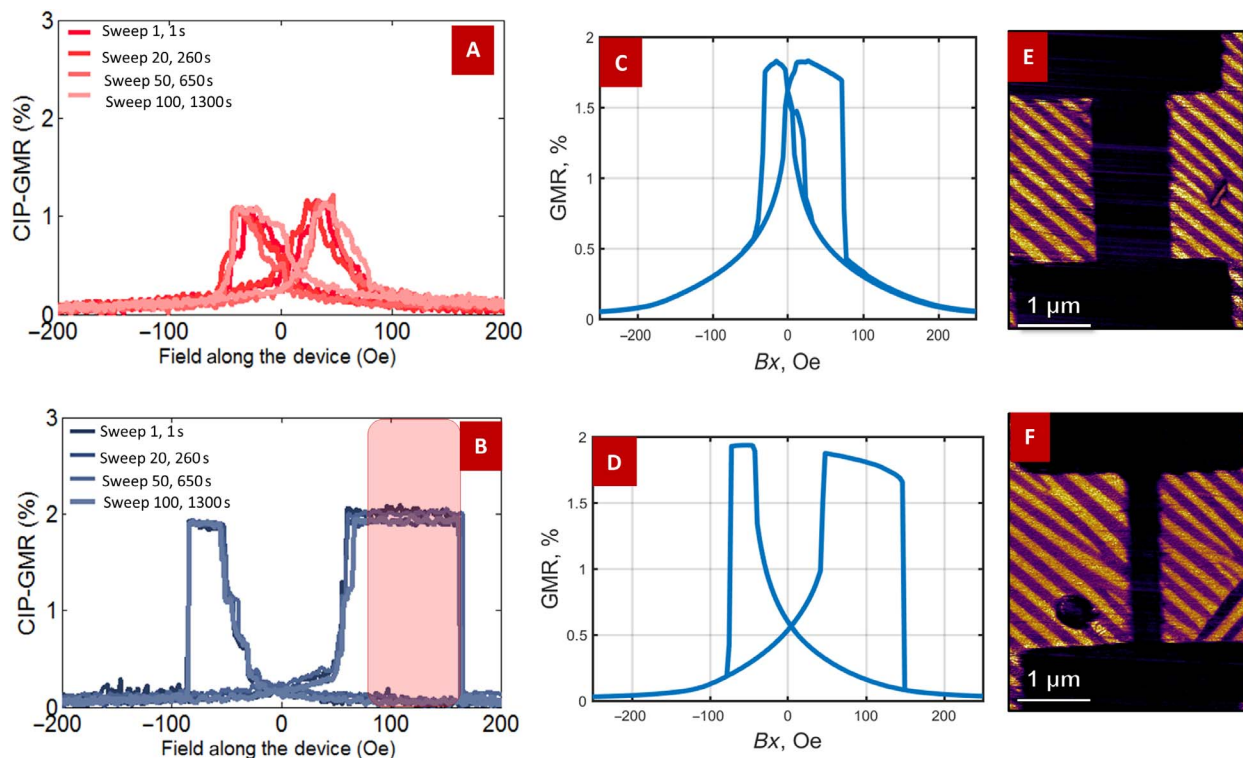 3
Sweep 1, 1s
Sweep 20, 260s
Sweep 50, 650s
Sweep 100, 1300s
A
2
1
0
CIP-GMR (%)
−200 −100 0 100 200
Field along the device (Oe)
C
2
1.5
1
0.5
0
GMR, %
−200 −100 0 100 200
Bx, Oe
E
1 μm
3
Sweep 1, 1s
Sweep 20, 260s
Sweep 50, 650s
Sweep 100, 1300s
B
2
1
0
CIP-GMR (%)
−200 −100 0 100 200
Field along the device (Oe)
D
2
1.5
1
0.5
0
GMR, %
−200 −100 0 100 200
Bx, Oe
F
1 μm